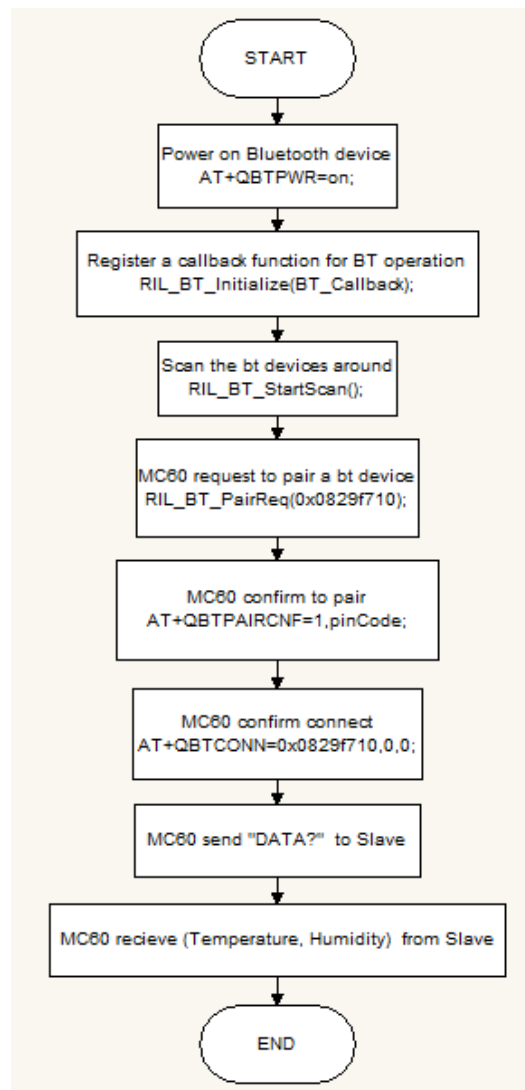 START
Power on Bluetooth device
AT+QBTPWR=on;
Register a callback function for BT operation
RIL_BT_Initialize(BT_Callback);
Scan the bt devices around
RIL_BT_StartScan();
MC60 request to pair a bt device
RIL_BT_PairReq(0x0829f710);
MC60 confirm to pair
AT+QBTPAIRCNF=1,pinCode;
MC60 confirm connect
AT+QBTCONN=0x0829f710,0,0;
MC60 send "DATA?" to Slave
MC60 recieve (Temperature, Humidity) from Slave
END